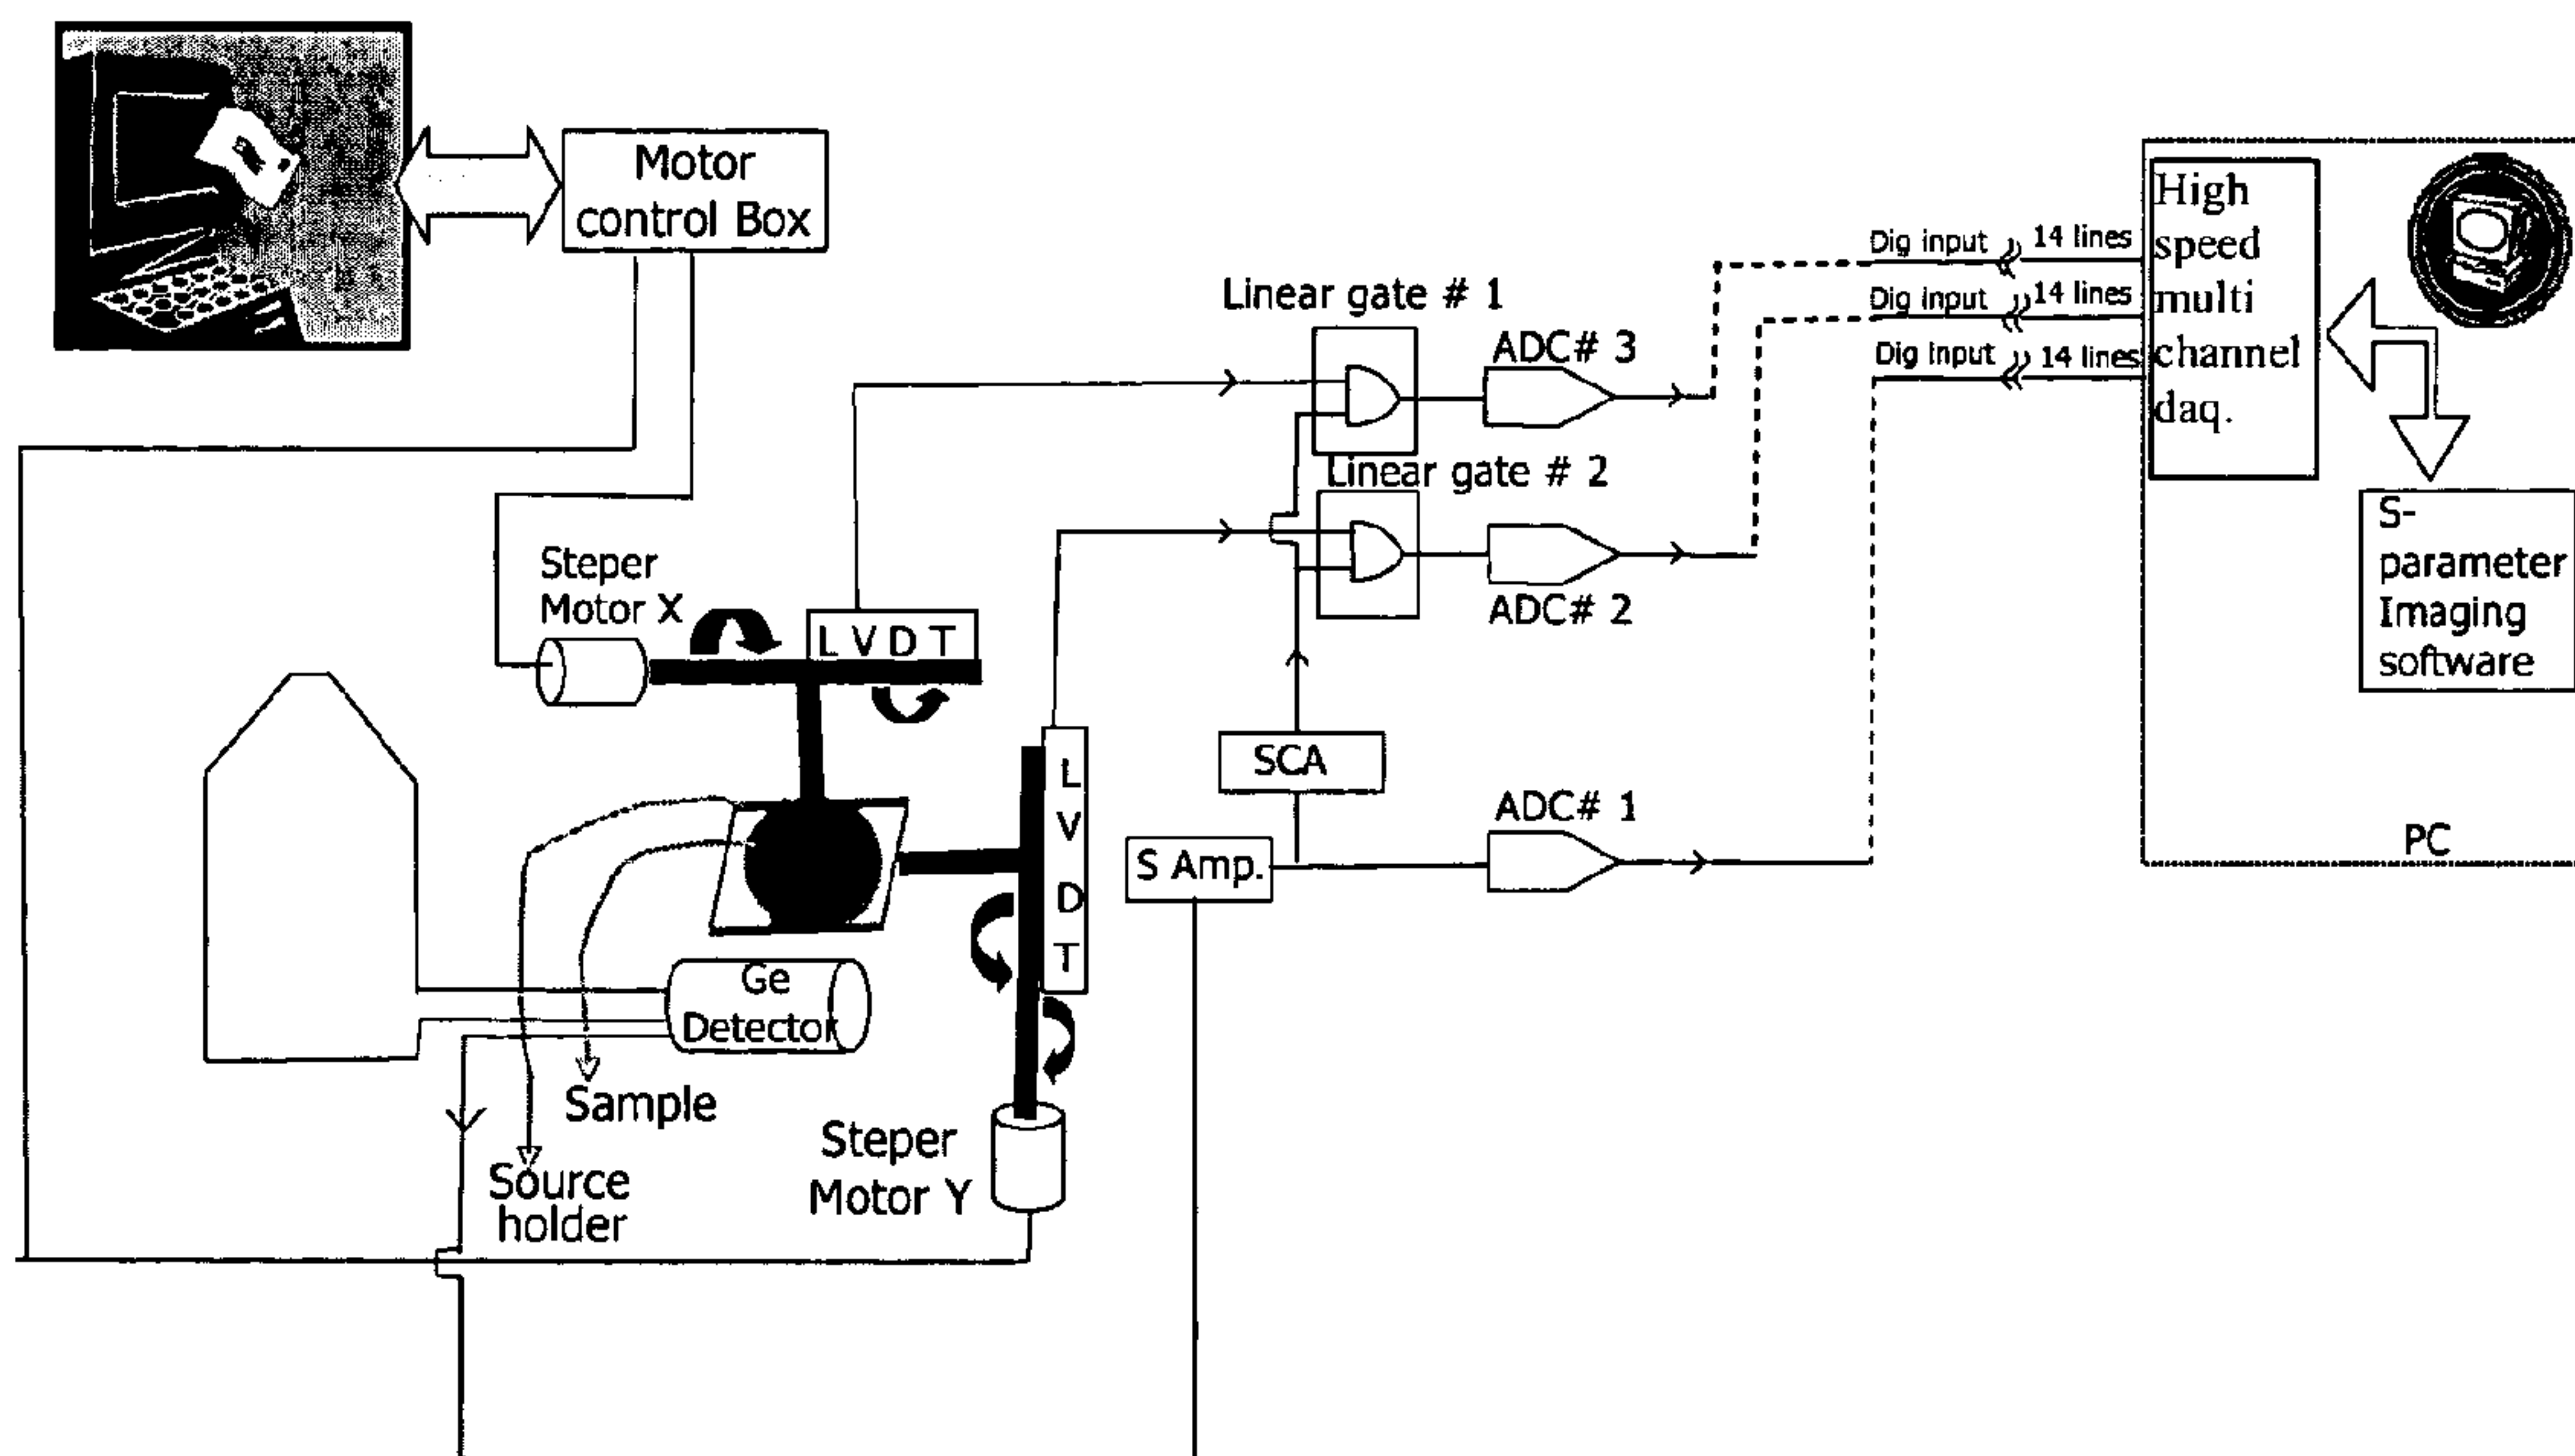 Motor
control Box
Linear gate # 1
ADC# 3
Linear gate # 2
ADC# 2
Dig input 14 lines
Dig input 14 lines
Dig input 14 lines
High
speed
multi
channel
daq.
S-
parameter
Imaging
software
PC
Steper
Motor X
L V D T
L
V
D
T
SCA
S Amp.
ADC# 1
Ge
Detector
Sample
Source
holder
Steper
Motor Y